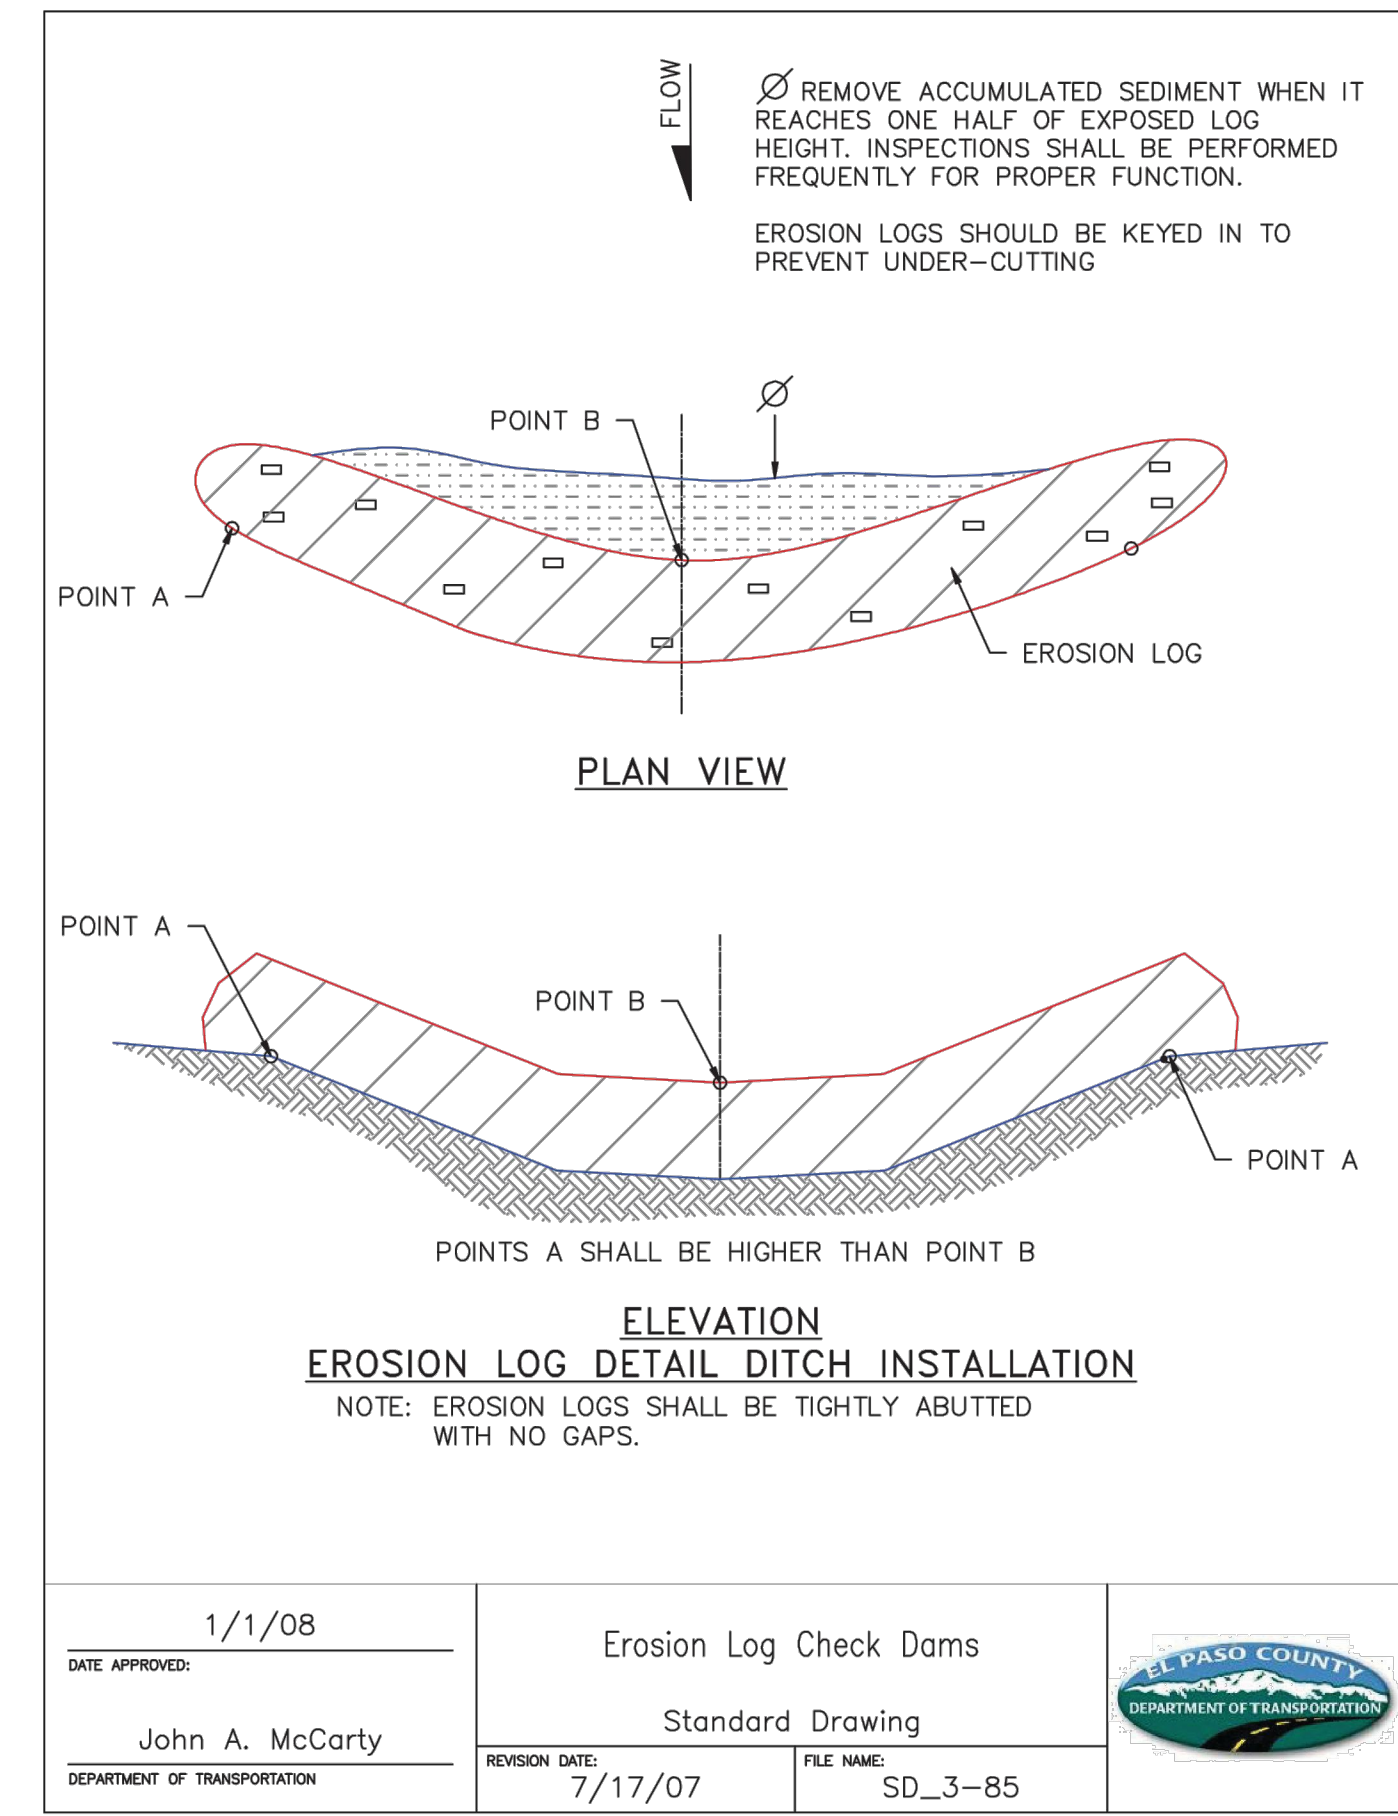 FLOW
Ø REMOVE ACCUMULATED SEDIMENT WHEN IT
REACHES ONE HALF OF EXPOSED LOG
HEIGHT. INSPECTIONS SHALL BE PERFORMED
FREQUENTLY FOR PROPER FUNCTION.
EROSION LOGS SHOULD BE KEYED IN TO
PREVENT UNDER-CUTTING
Ø
POINT B
POINT A
EROSION LOG
PLAN VIEW
POINT A
POINT B
POINT A
POINTS A SHALL BE HIGHER THAN POINT B
ELEVATION
EROSION LOG DETAIL DITCH INSTALLATION
NOTE: EROSION LOGS SHALL BE TIGHTLY ABUTTED
WITH NO GAPS.
1/1/08
DATE APPROVED:
John A. McCarty
DEPARTMENT OF TRANSPORTATION
Erosion Log Check Dams
Standard Drawing
REVISION DATE:
7/17/07
FILE NAME:
SD_3-85
EL PASO COUNTY
DEPARTMENT OF TRANSPORTATION